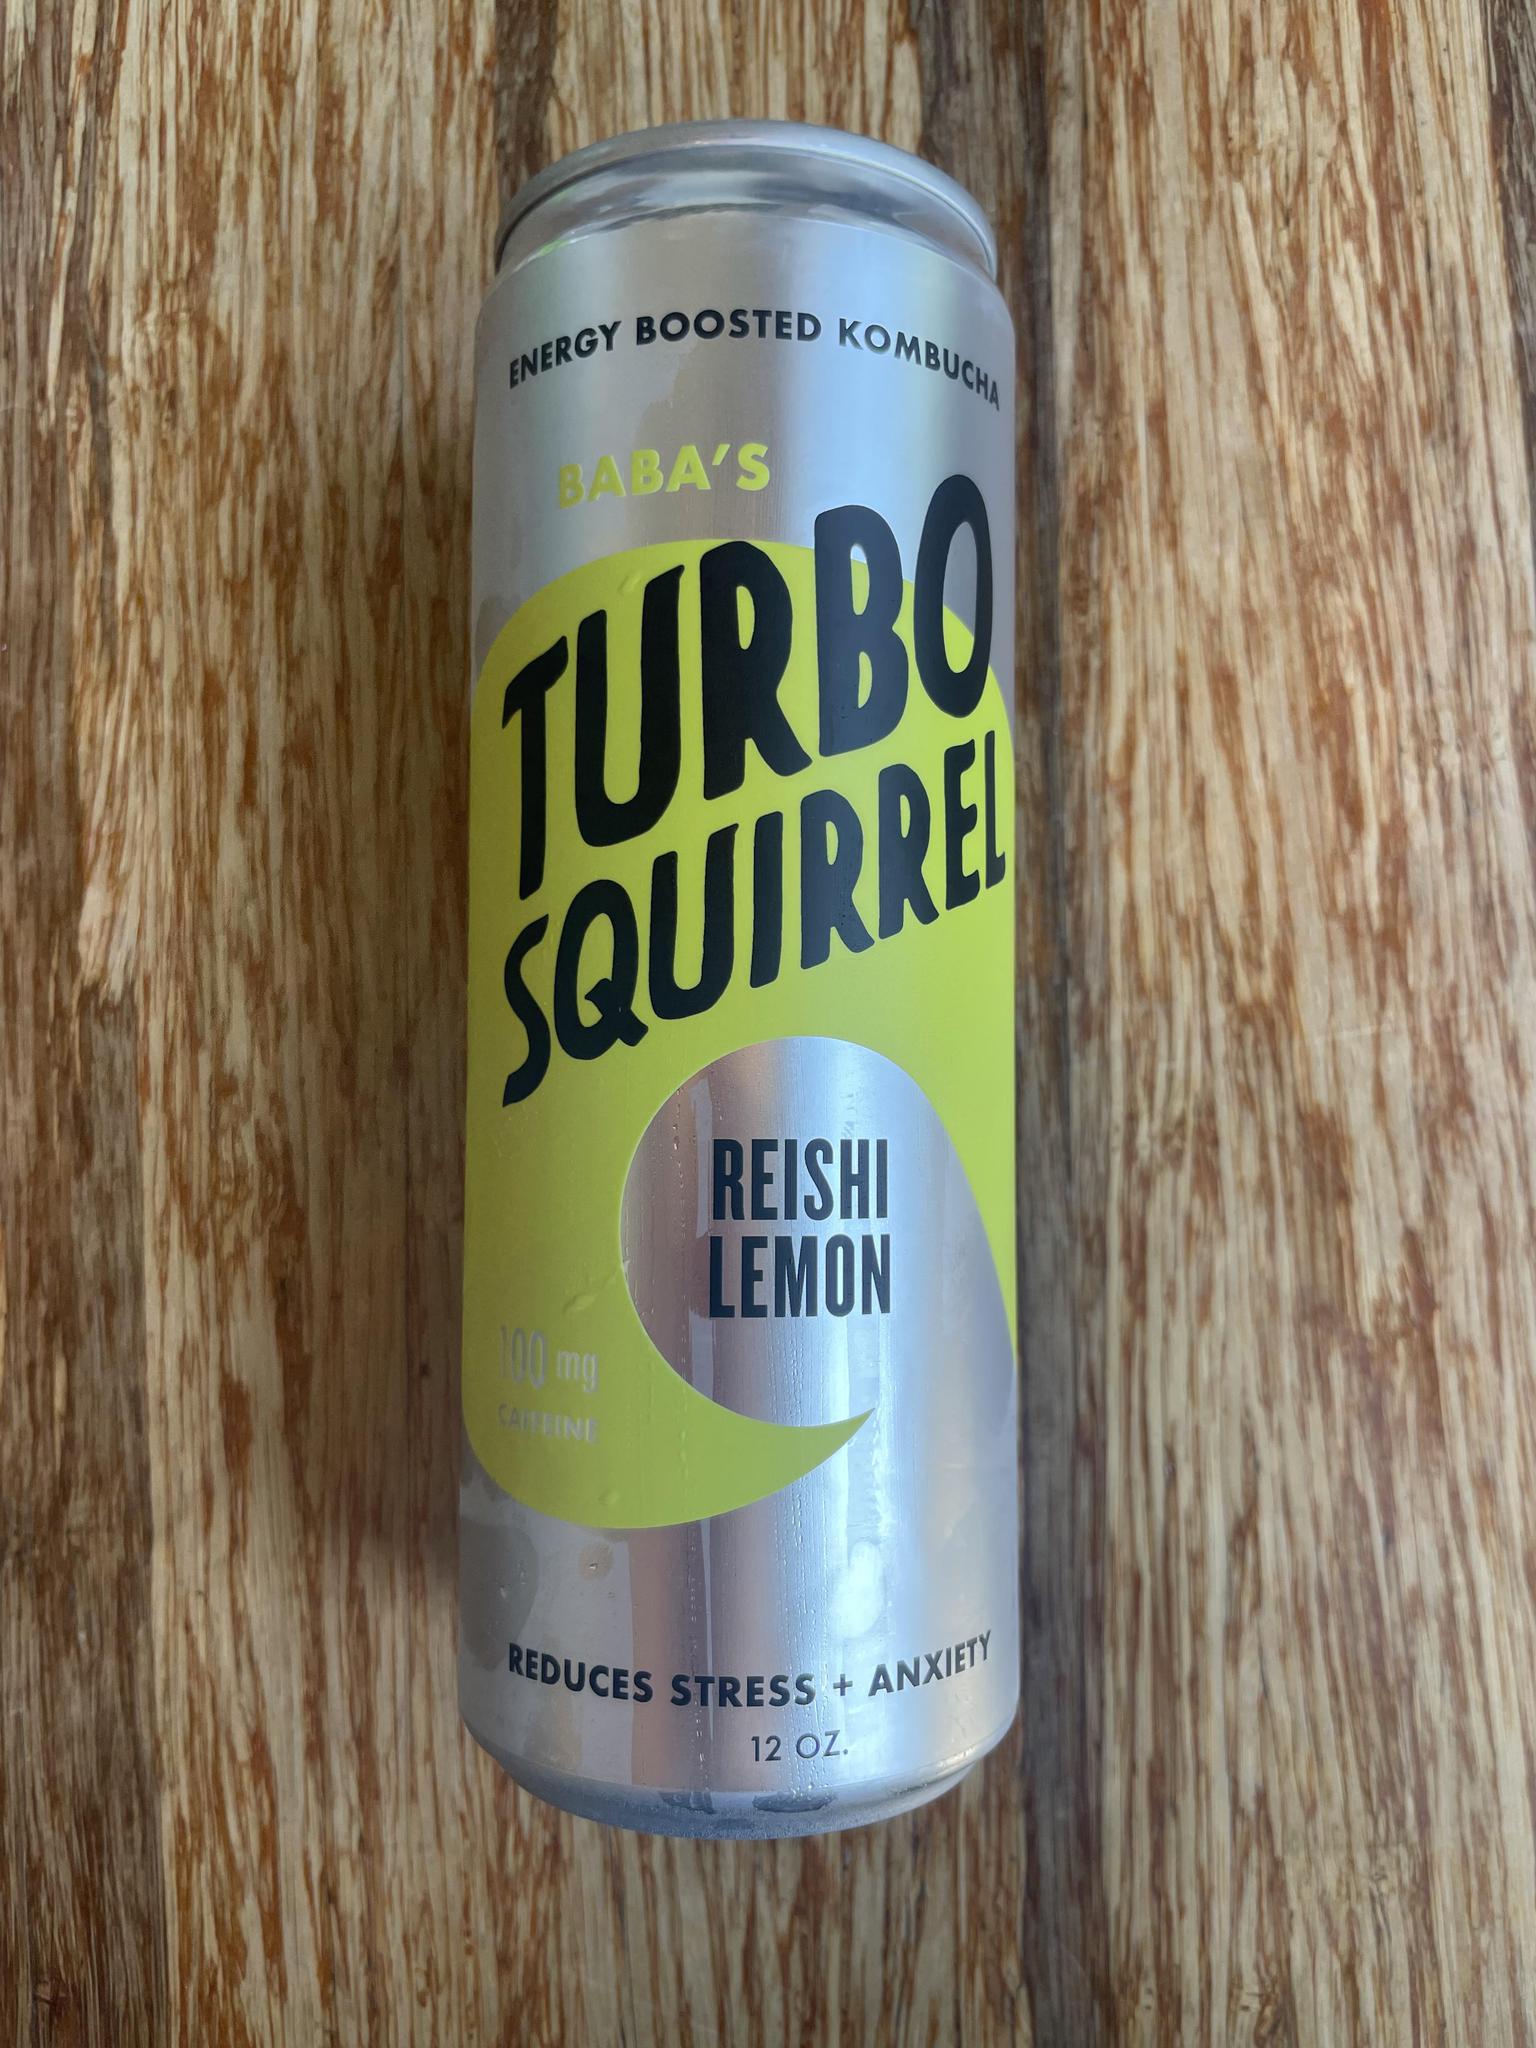 ENERGY BOOSTED KOMBUCHA
BABA'S
TURBO
SQUIRREL
REISHI
LEMON
100 mg
CAFFEINE
REDUCES STRESS + ANXIETY
12 OZ.